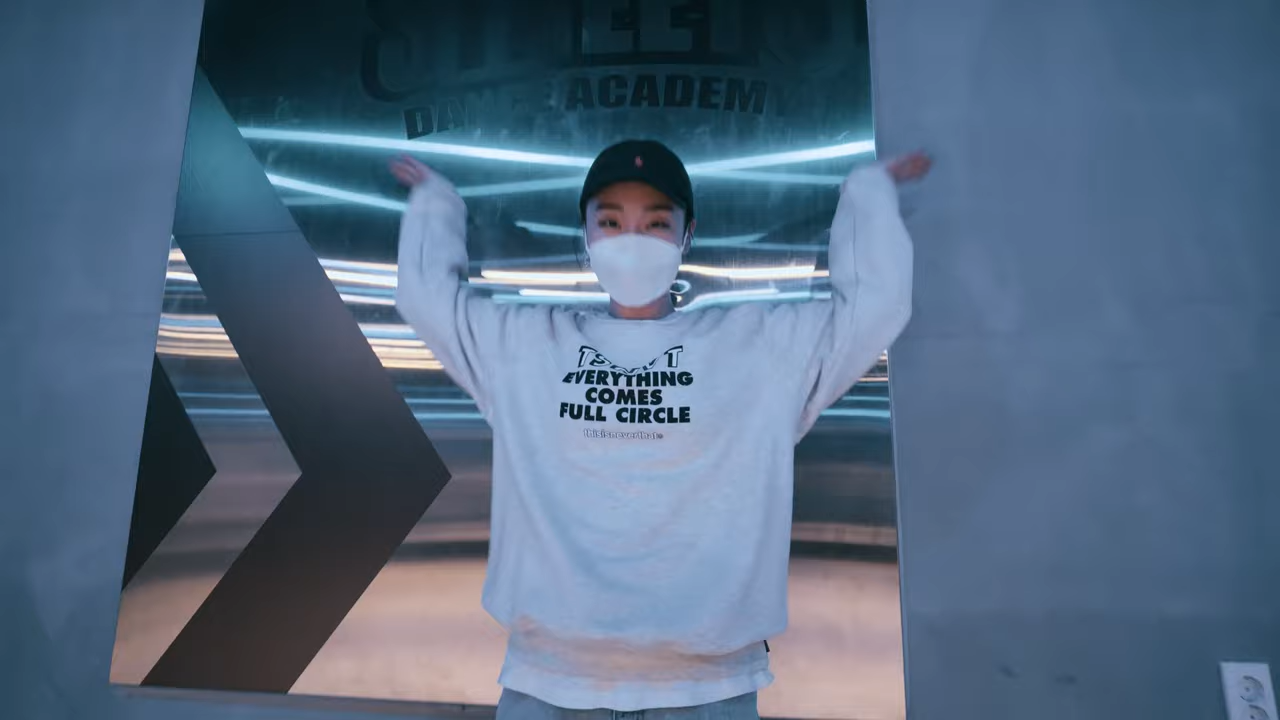 DANCE ACADEMY
EVERYTHING
COMES
FULL CIRCLE
thisisneverthat®